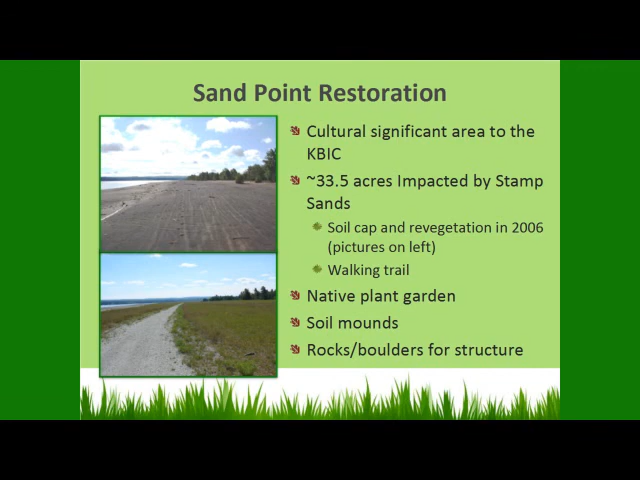 Sand Point Restoration
Cultural significant area to the
KBIC
~33.5 acres Impacted by Stamp
Sands
Soil cap and revegetation in 2006
(pictures on left)
Walking trail
Native plant garden
Soil mounds
Rocks/boulders for structure